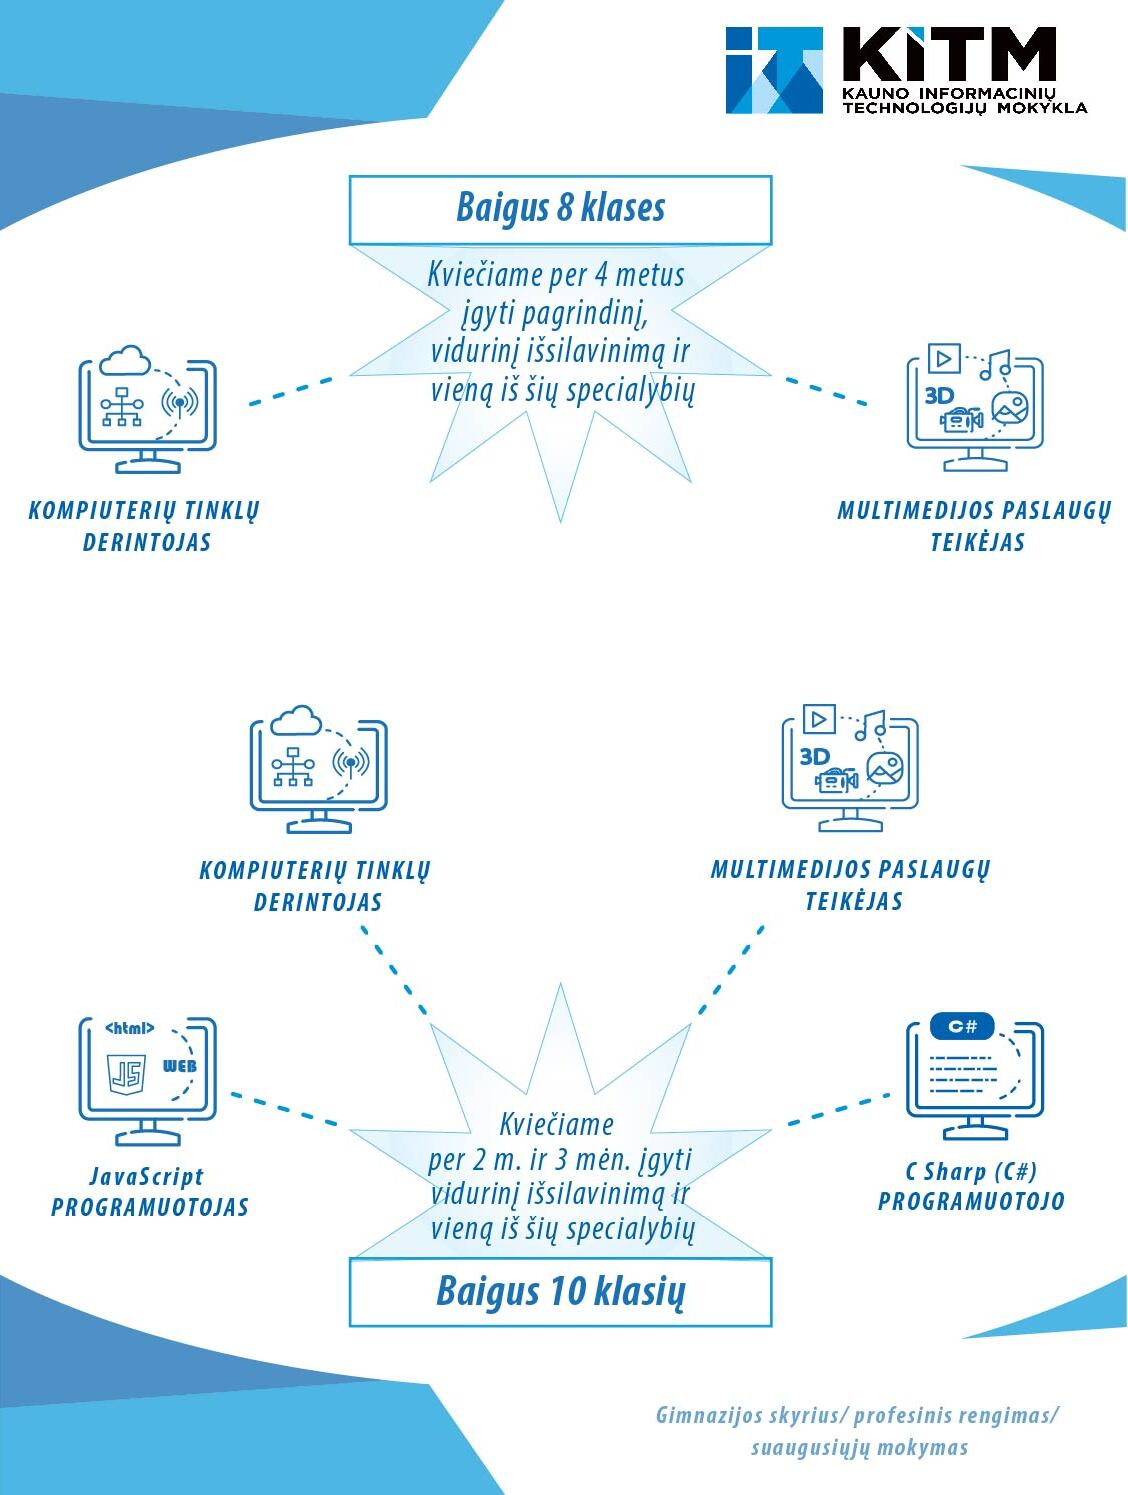 iT KiTM
KAUNO INFORMACINIŲ
TECHNOLOGIJŲ MOKYKLA
Baigus 8 klases
Kviečiame per 4 metus
įgyti pagrindinį,
vidurinį išsilavinimą ir
vieną iš šių specialybių
3D
KOMPIUTERIŲ TINKLŲ
DERINTOJAS
MULTIMEDIJOS PASLAUGŲ
TEIKĖJAS
3D
KOMPIUTERIŲ TINKLŲ
DERINTOJAS
MULTIMEDIJOS PASLAUGŲ
TEIKĖJAS
<html>
JS
WEB
JavaScript
PROGRAMUOTOJAS
C#
C Sharp (C#)
PROGRAMUOTOJO
Kviečiame
per 2 m. ir 3 mėn. įgyti
vidurinį išsilavinimą ir
vieną iš šių specialybių
Baigus 10 klasių
Gimnazijos skyrius/ profesinis rengimas/
suaugusiųjų mokymas